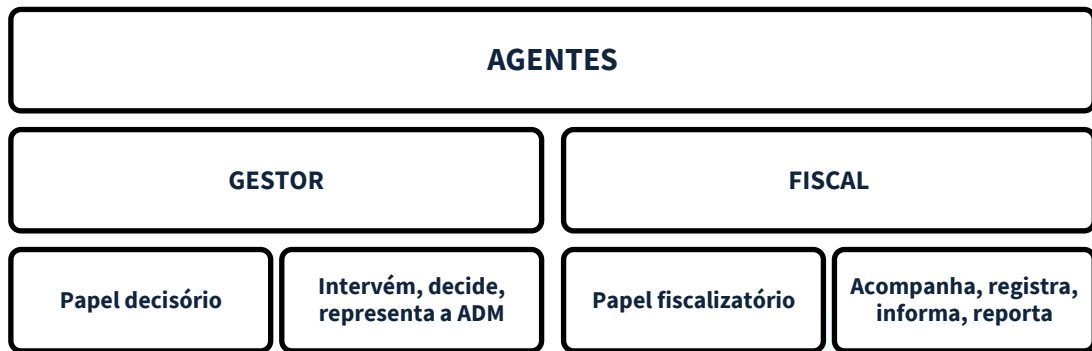 AGENTES
GESTOR
FISCAL
Papel decisório
Intervém, decide,
representa a ADM
Papel fiscalizatório
Acompanha, registra,
informa, reporta